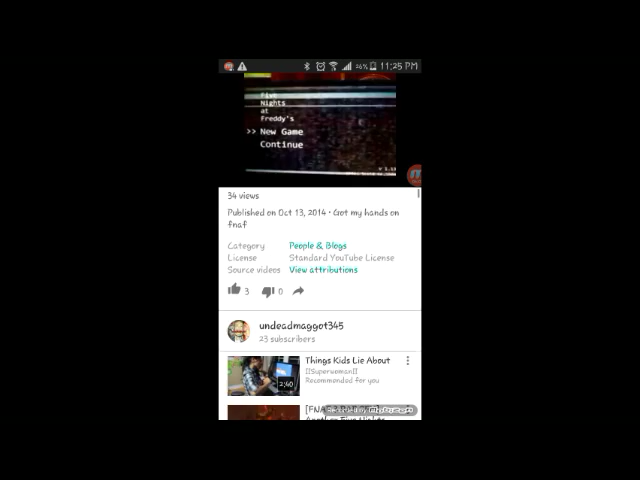 26% 11:25 PM
Five
Nights
at
Freddy's
>> New Game
Continue
34 views
Published on Oct 13, 2014 • Got my hands on
fnaf
Category People & Blogs
License Standard YouTube License
Source videos View attributions
3 0
undeadmaggot345
23 subscribers
Things Kids Lie About
IISuperwomanII
Recommended for you
2:40